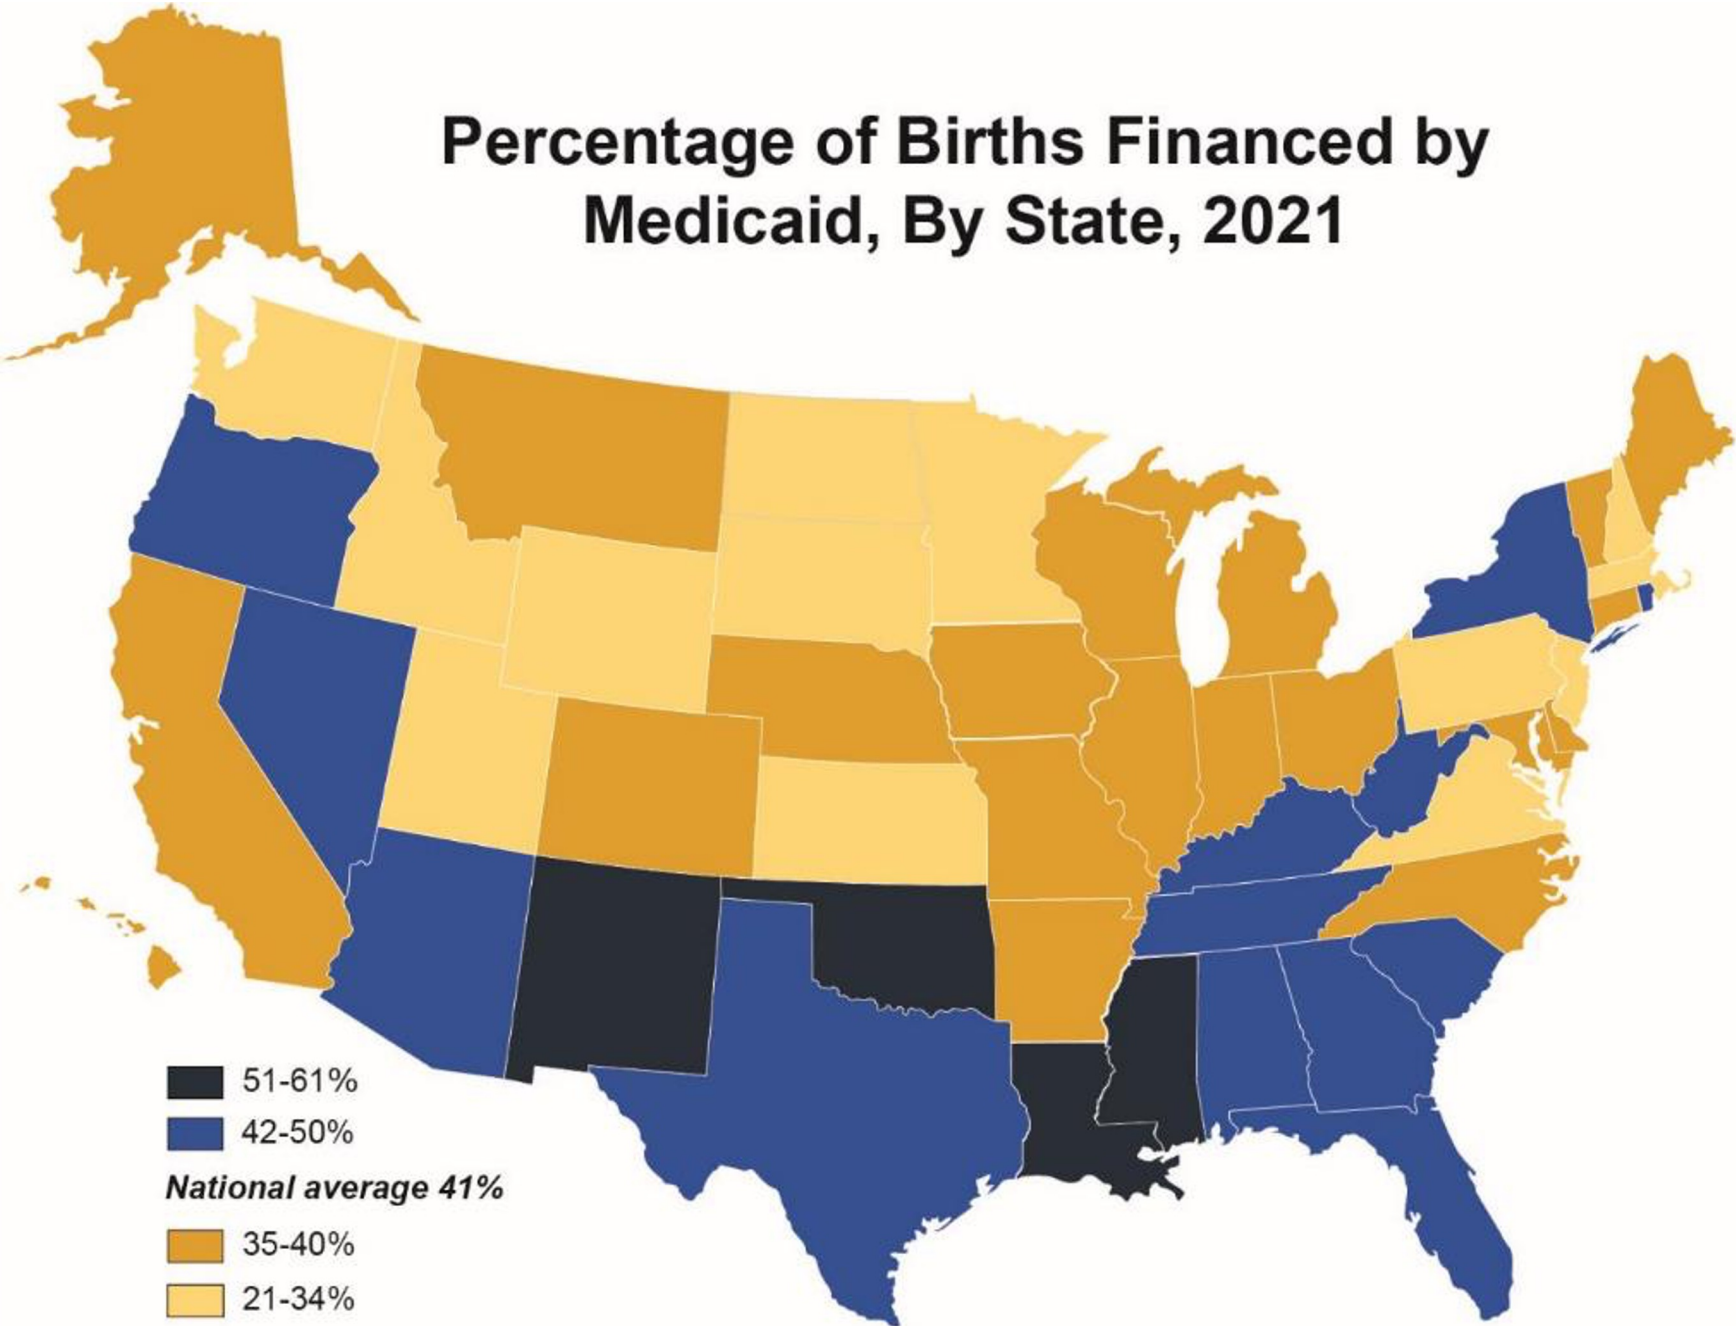 Percentage of Births Financed by
Medicaid, By State, 2021
51-61%
42-50%
National average 41%
35-40%
21-34%